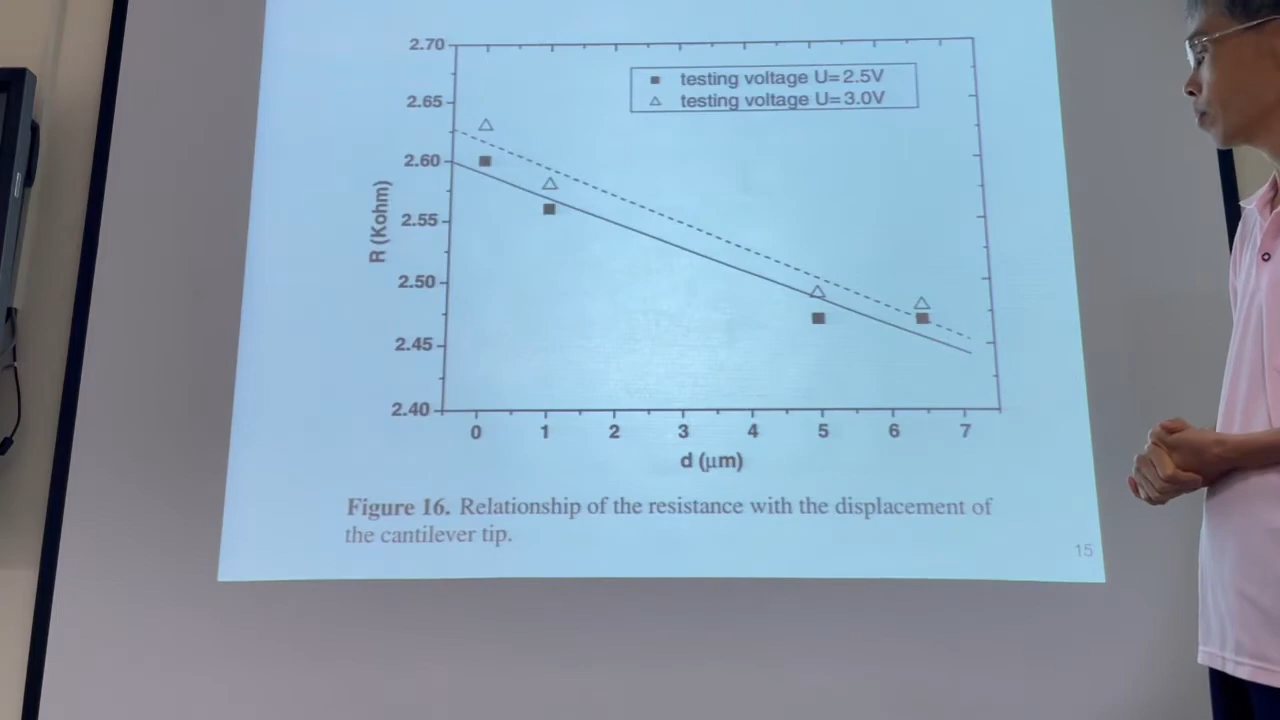 2.70
testing voltage U=2.5V
testing voltage U=3.0V
2.65
2.60
2.55
2.50
2.45
2.40
R (Kohm)
0 1 2 3 4 5 6 7
d (μm)
Figure 16. Relationship of the resistance with the displacement of
the cantilever tip.
15